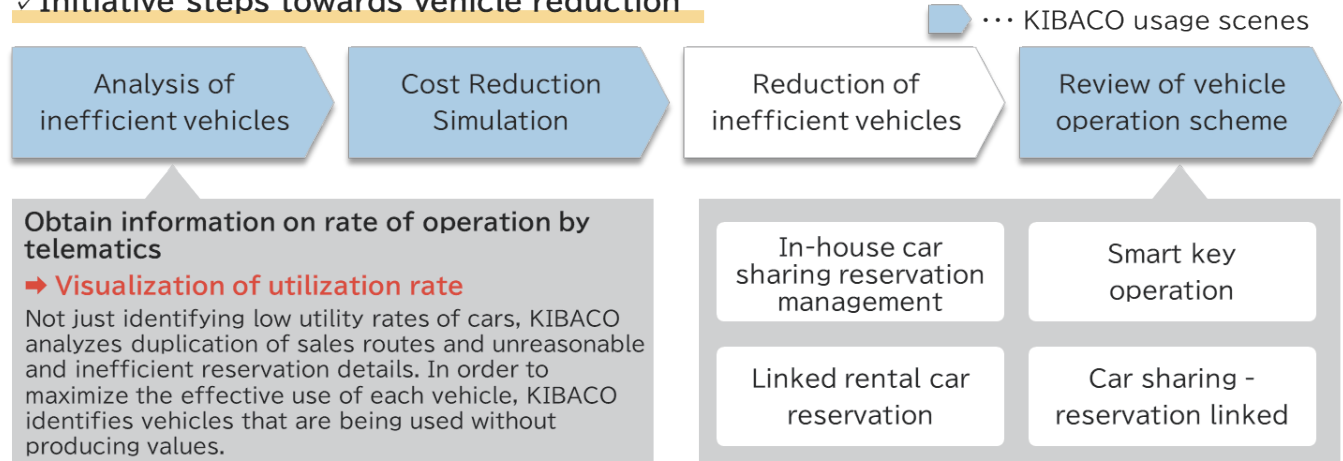 ✓Initiative steps towards vehicle reduction
··· KIBACO usage scenes
Analysis of
inefficient vehicles
Cost Reduction
Simulation
Reduction of
inefficient vehicles
Review of vehicle
operation scheme
Obtain information on rate of operation by
telematics
➡ Visualization of utilization rate
Not just identifying low utility rates of cars, KIBACO
analyzes duplication of sales routes and unreasonable
and inefficient reservation details. In order to
maximize the effective use of each vehicle, KIBACO
identifies vehicles that are being used without
producing values.
In-house car
sharing reservation
management
Smart key
operation
Linked rental car
reservation
Car sharing -
reservation linked